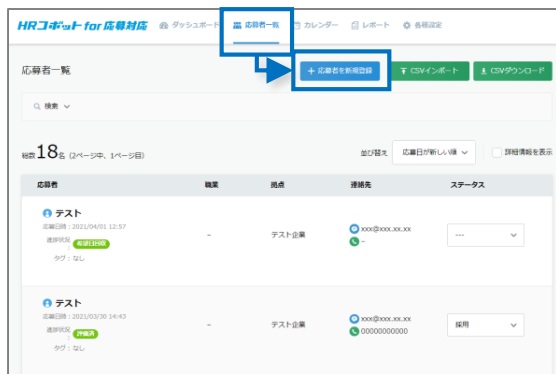 HRコボット for 応募対応 ダッシュボード 応募者一覧 カレンダー レポート 各種設定
応募者一覧 + 応募者を新規登録 CSVインポート CSVダウンロード
検索
総数18名 (2ページ中、1ページ目) 並び替え 応募日が新しい順 詳細情報を表示
応募者 職業 拠点 連絡先 ステータス
テスト
応募日時 : 2021/04/01 12:57
進捗状況 : 希望日回収
タグ : なし
- テスト企業 xxx@xxx.xx.xx ---
-
テスト
応募日時 : 2021/03/30 14:43
進捗状況 : 評価済
タグ : なし
- テスト企業 xxx@xxx.xx.xx 採用
00000000000